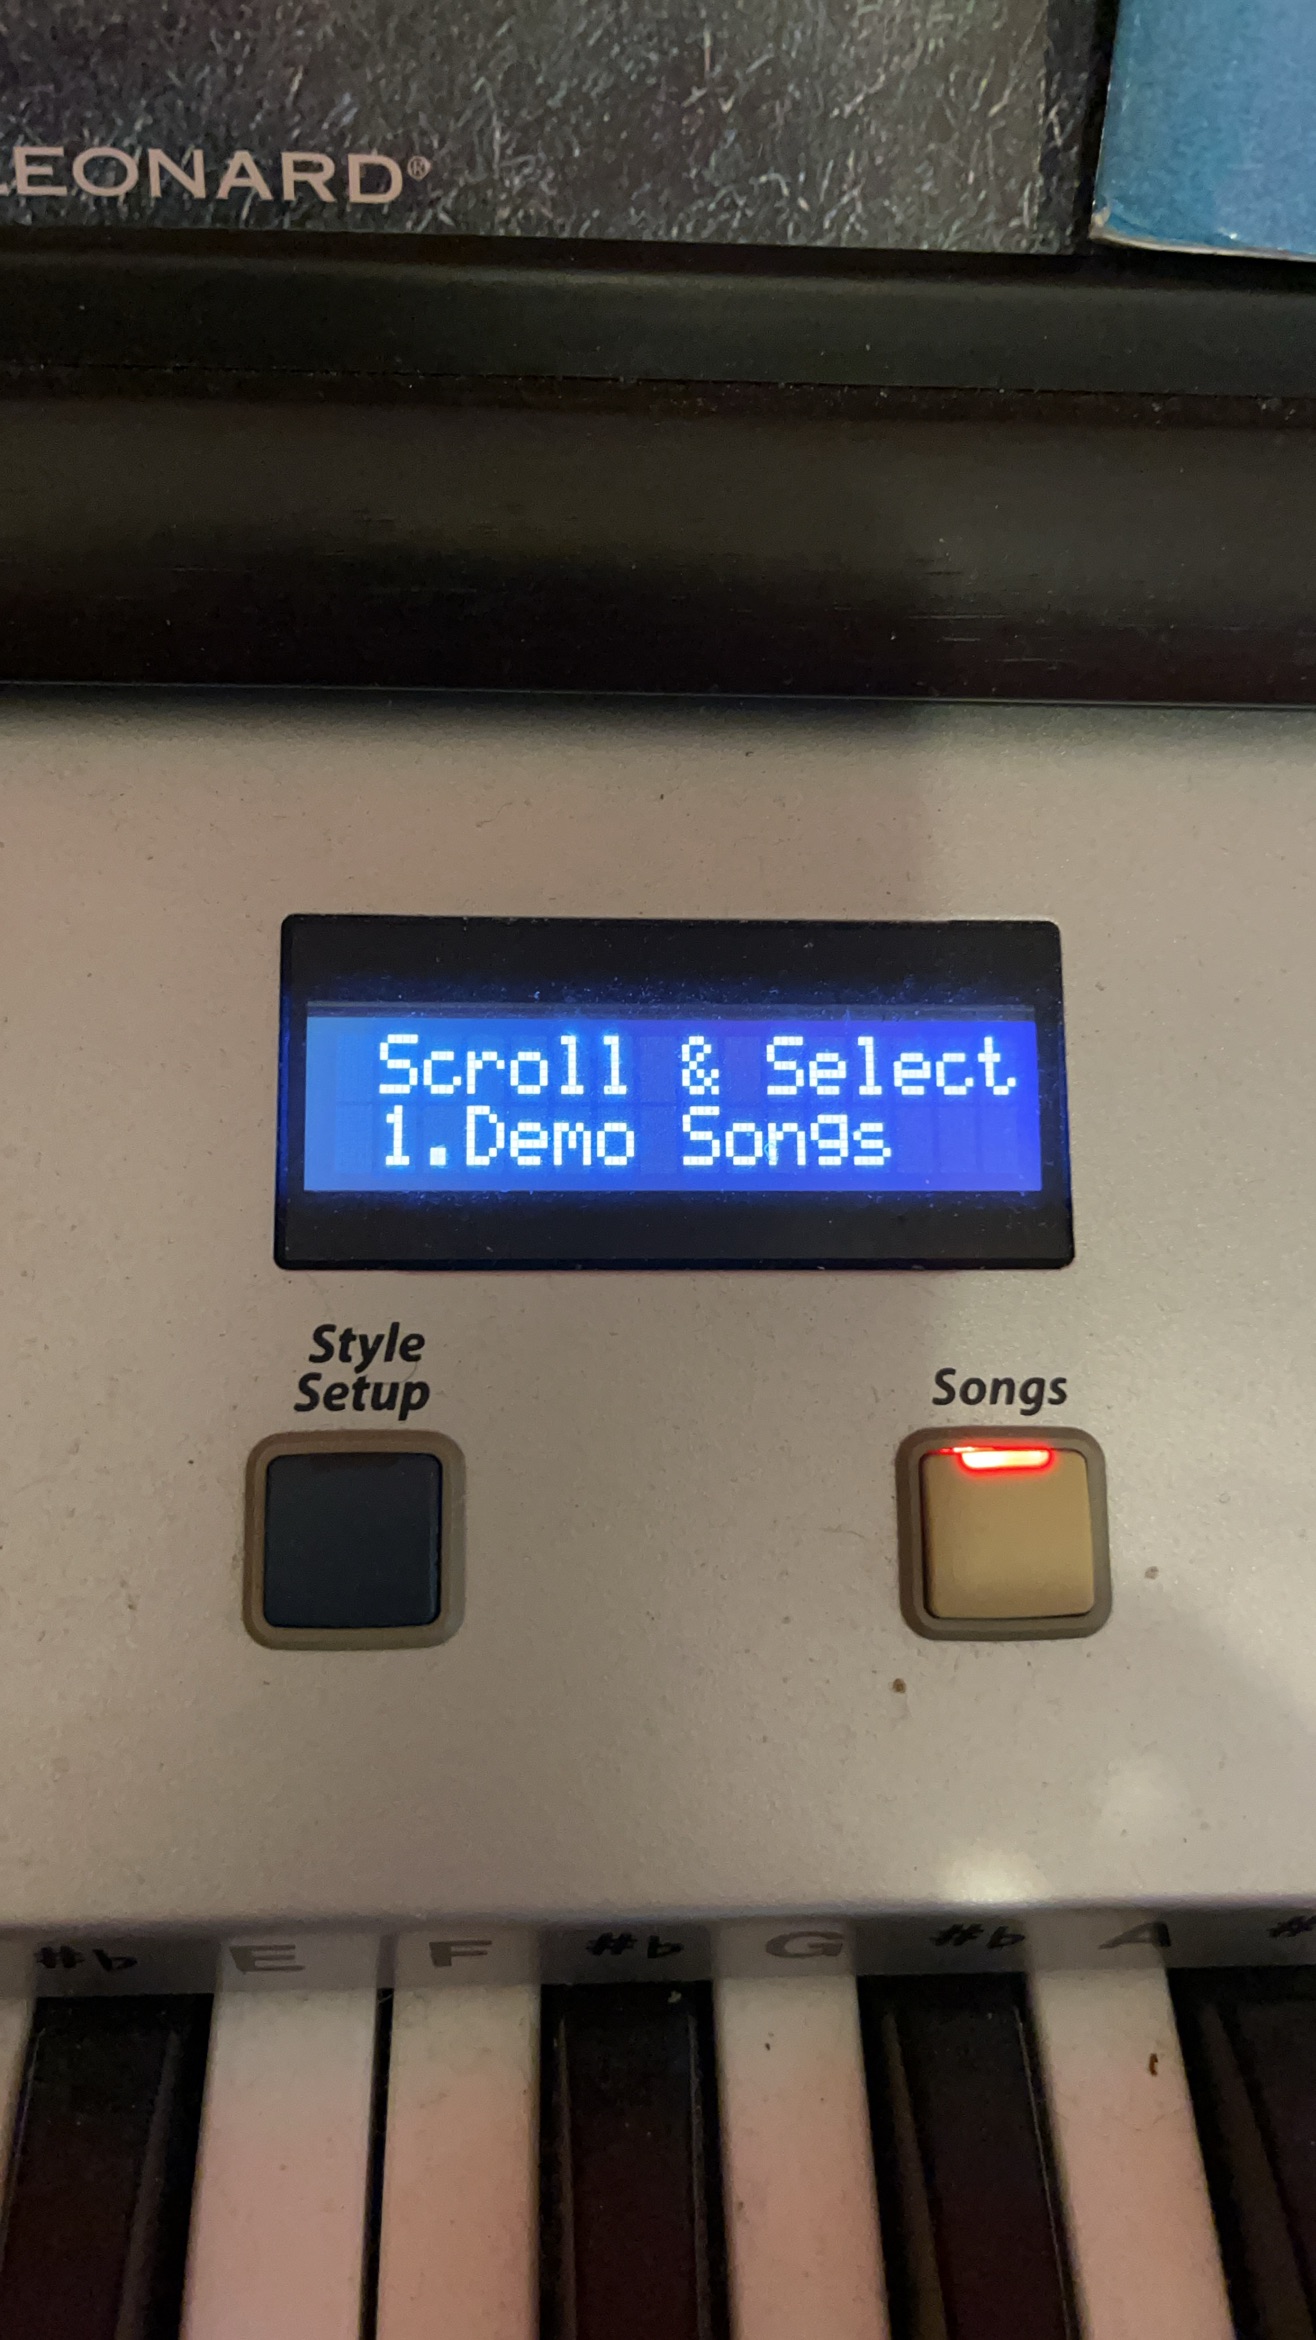 LEONARD®
Scroll & Select
1.Demo Songs
Style
Setup
Songs
#♭ E F #♭ G #♭ A #